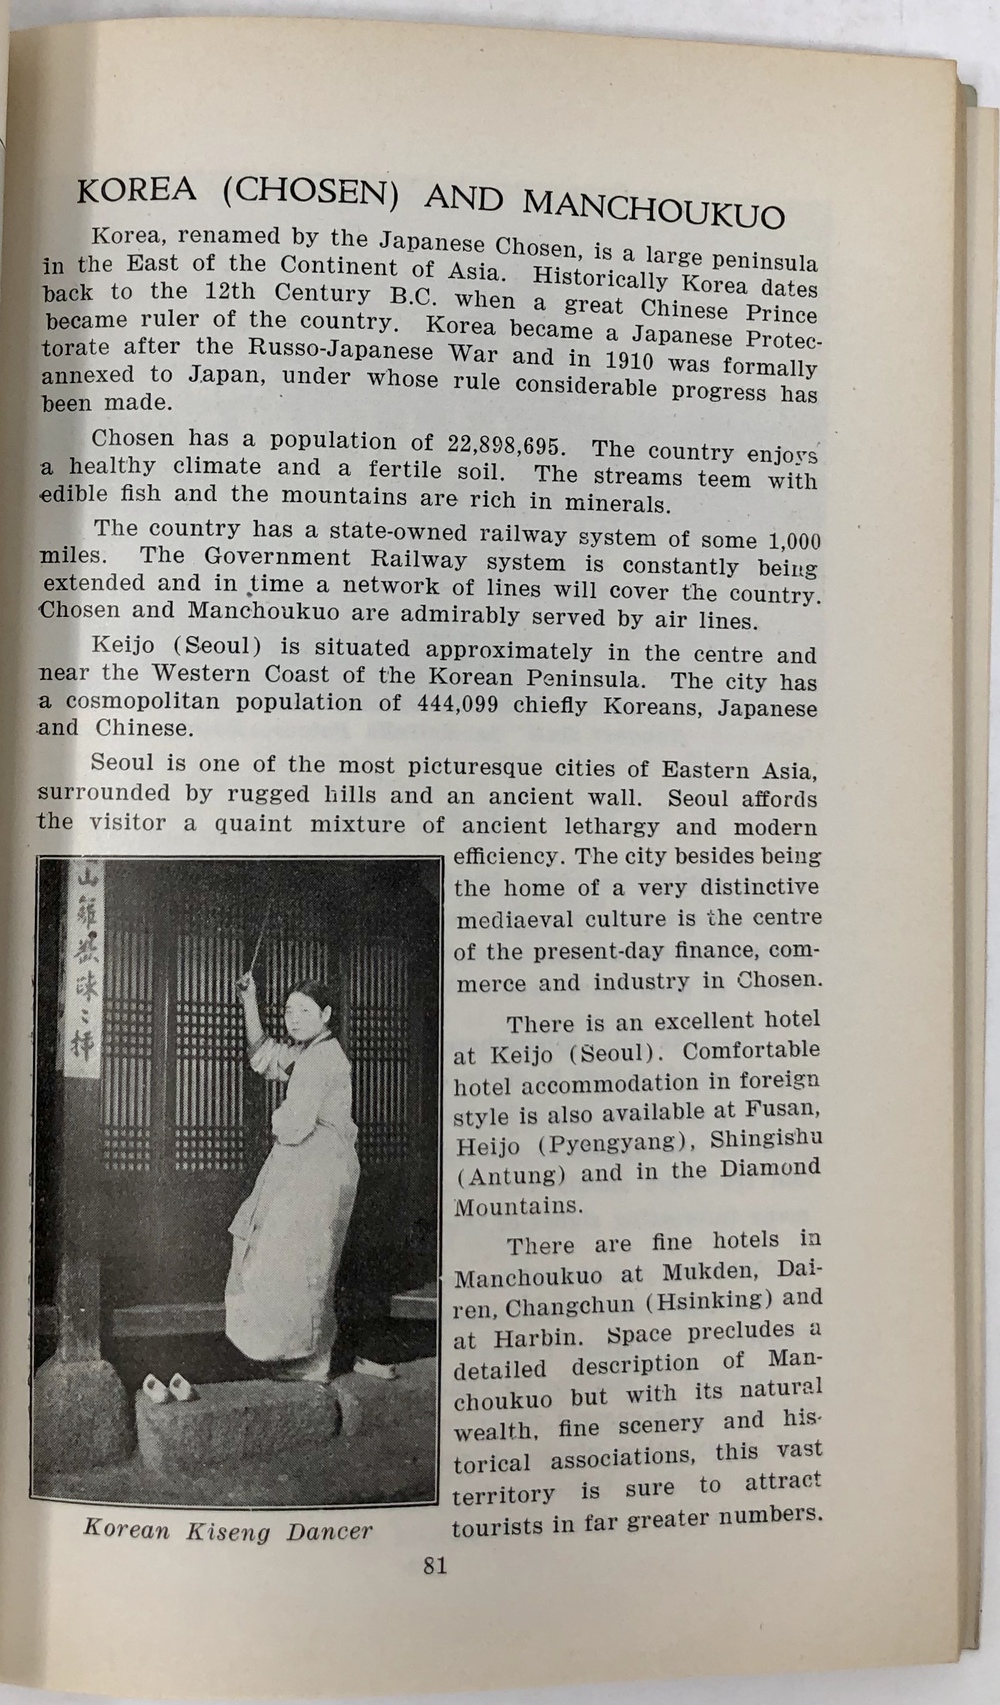 KOREA (CHOSEN) AND MANCHOUKUO
Korea, renamed by the Japanese Chosen, is a large peninsula
in the East of the Continent of Asia. Historically Korea dates
back to the 12th Century B.C. when a great Chinese Prince
became ruler of the country. Korea became a Japanese Protec-
torate after the Russo-Japanese War and in 1910 was formally
annexed to Japan, under whose rule considerable progress has
been made.
Chosen has a population of 22,898,695. The country enjoys
a healthy climate and a fertile soil. The streams teem with
edible fish and the mountains are rich in minerals.
The country has a state-owned railway system of some 1,000
miles. The Government Railway system is constantly being
extended and in time a network of lines will cover the country.
Chosen and Manchoukuo are admirably served by air lines.
Keijo (Seoul) is situated approximately in the centre and
near the Western Coast of the Korean Peninsula. The city has
a cosmopolitan population of 444,099 chiefly Koreans, Japanese
and Chinese.
Seoul is one of the most picturesque cities of Eastern Asia,
surrounded by rugged hills and an ancient wall. Seoul affords
the visitor a quaint mixture of ancient lethargy and modern
efficiency. The city besides being
the home of a very distinctive
mediaeval culture is the centre
of the present-day finance, com-
merce and industry in Chosen.
There is an excellent hotel
at Keijo (Seoul). Comfortable
hotel accommodation in foreign
style is also available at Fusan,
Heijo (Pyengyang), Shingishu
(Antung) and in the Diamond
Mountains.
There are fine hotels in
Manchoukuo at Mukden, Dai-
ren, Changchun (Hsinking) and
at Harbin. Space precludes a
detailed description of Man-
choukuo but with its natural
wealth, fine scenery and his-
torical associations, this vast
territory is sure to attract
tourists in far greater numbers.
山
Korean Kiseng Dancer
81